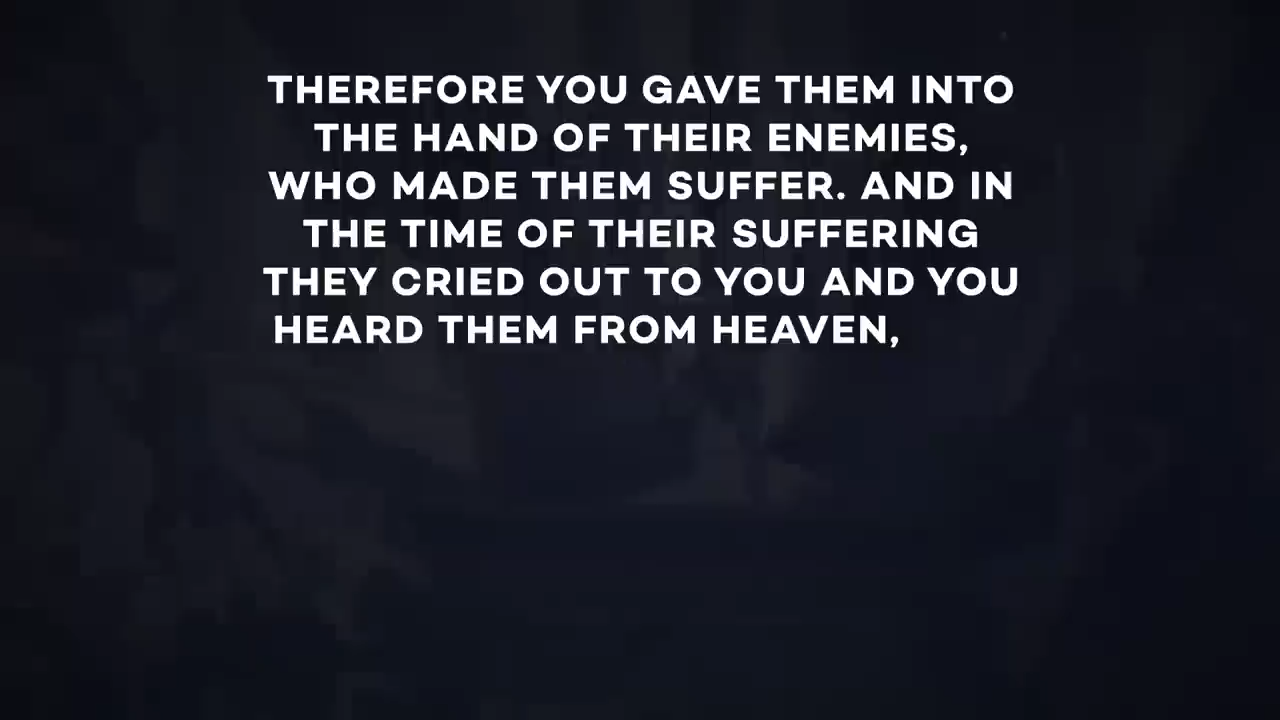 THEREFORE YOU GAVE THEM INTO
THE HAND OF THEIR ENEMIES,
WHO MADE THEM SUFFER. AND IN
THE TIME OF THEIR SUFFERING
THEY CRIED OUT TO YOU AND YOU
HEARD THEM FROM HEAVEN,